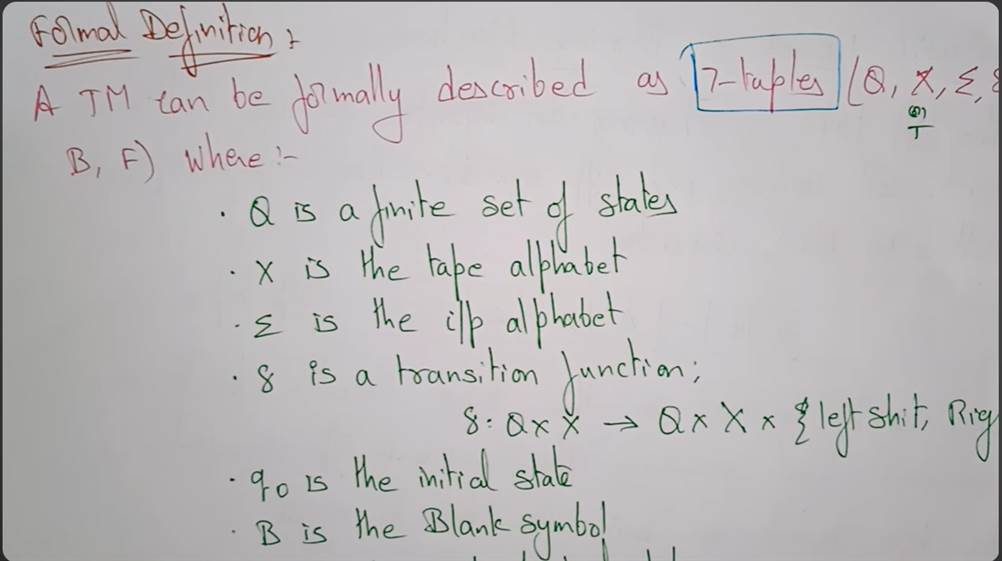 Formal Definition :
A TM can be formally described as 7-tuples (Q, X, Σ, δ
(or)
T
B, F) where :-
· Q is a finite set of states
· X is the tape alphabet
· Σ is the i/p alphabet
· δ is a transition function;
δ: Q x X → Q x X x {left shit, Rig
· q0 is the initial state
· B is the Blank symbol